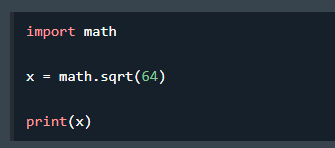 import math
x = math.sqrt(64)
print(x)